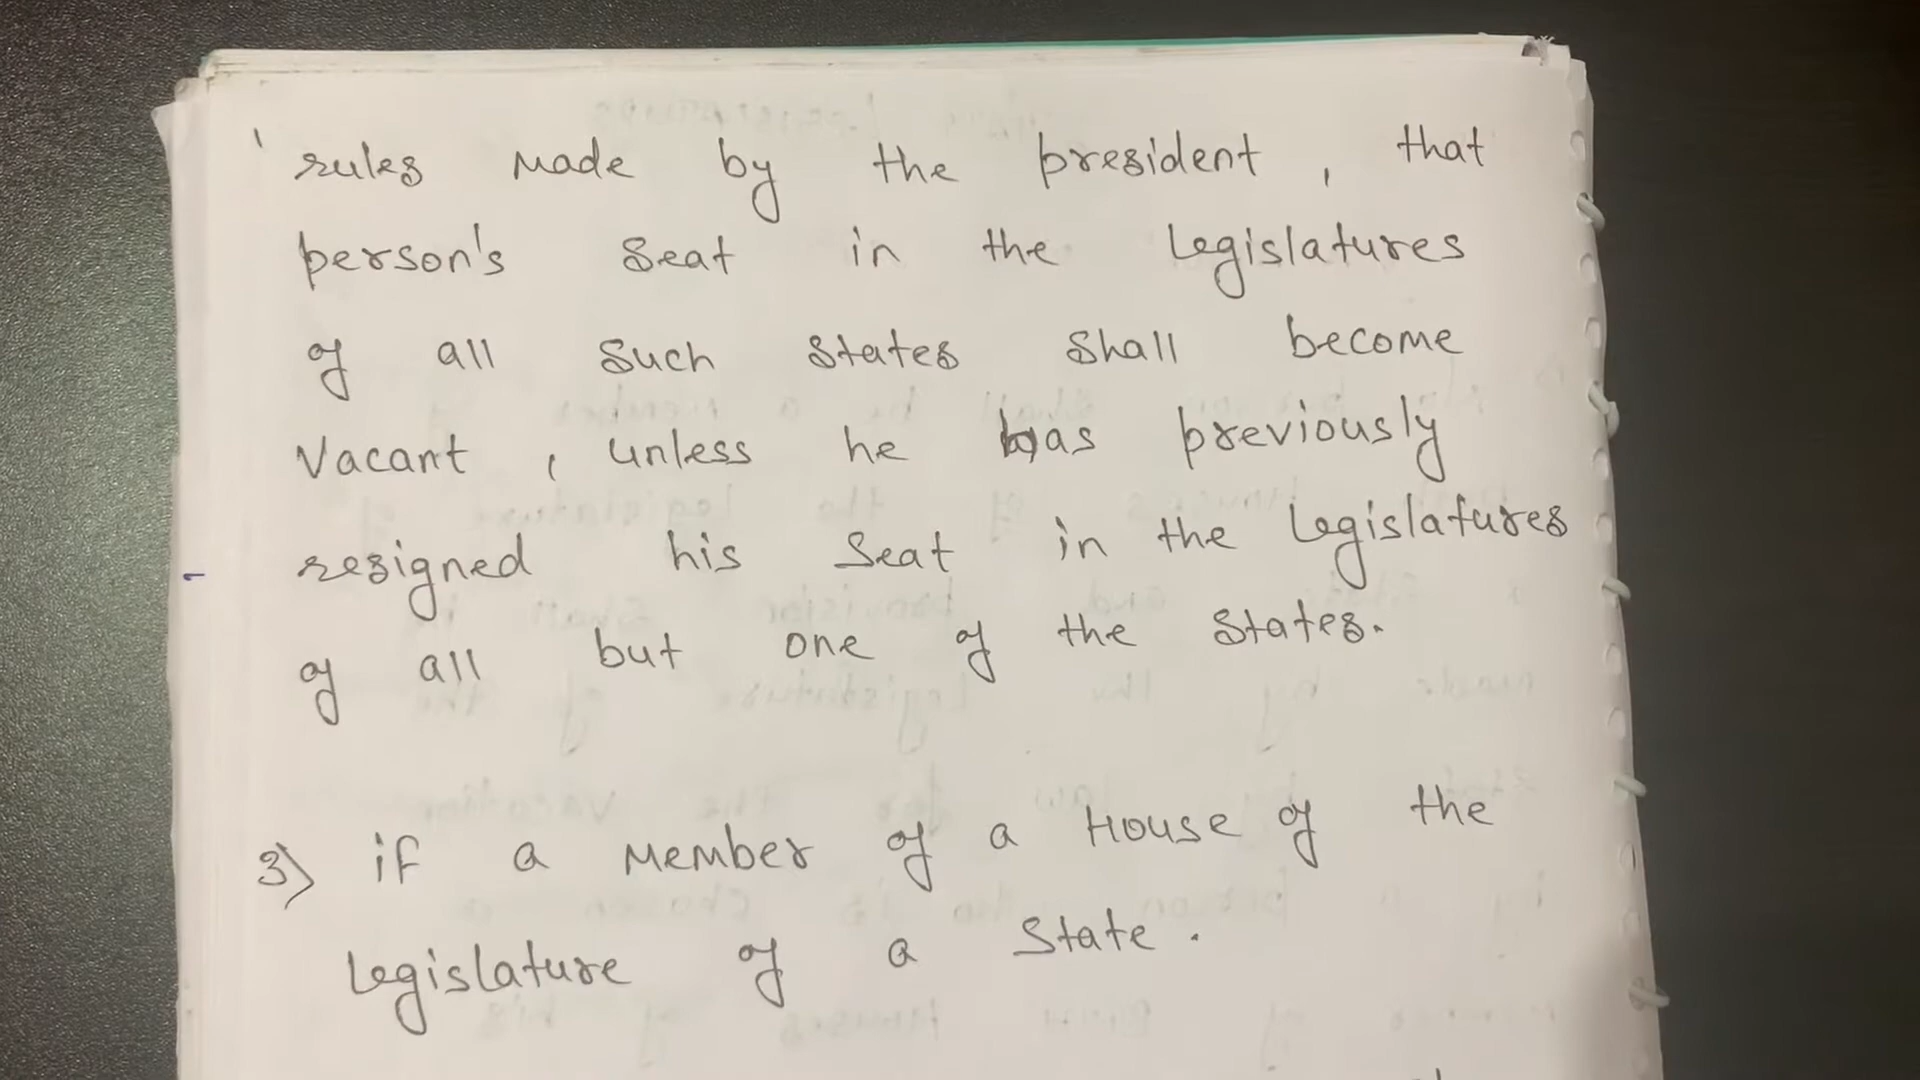 rules made by the president , that
person's seat in the Legislatures
of all such states shall become
Vacant , unless he has previously
resigned his seat in the Legislatures
of all but one of the states.
3) if a Member of a House of the
Legislature of a State .